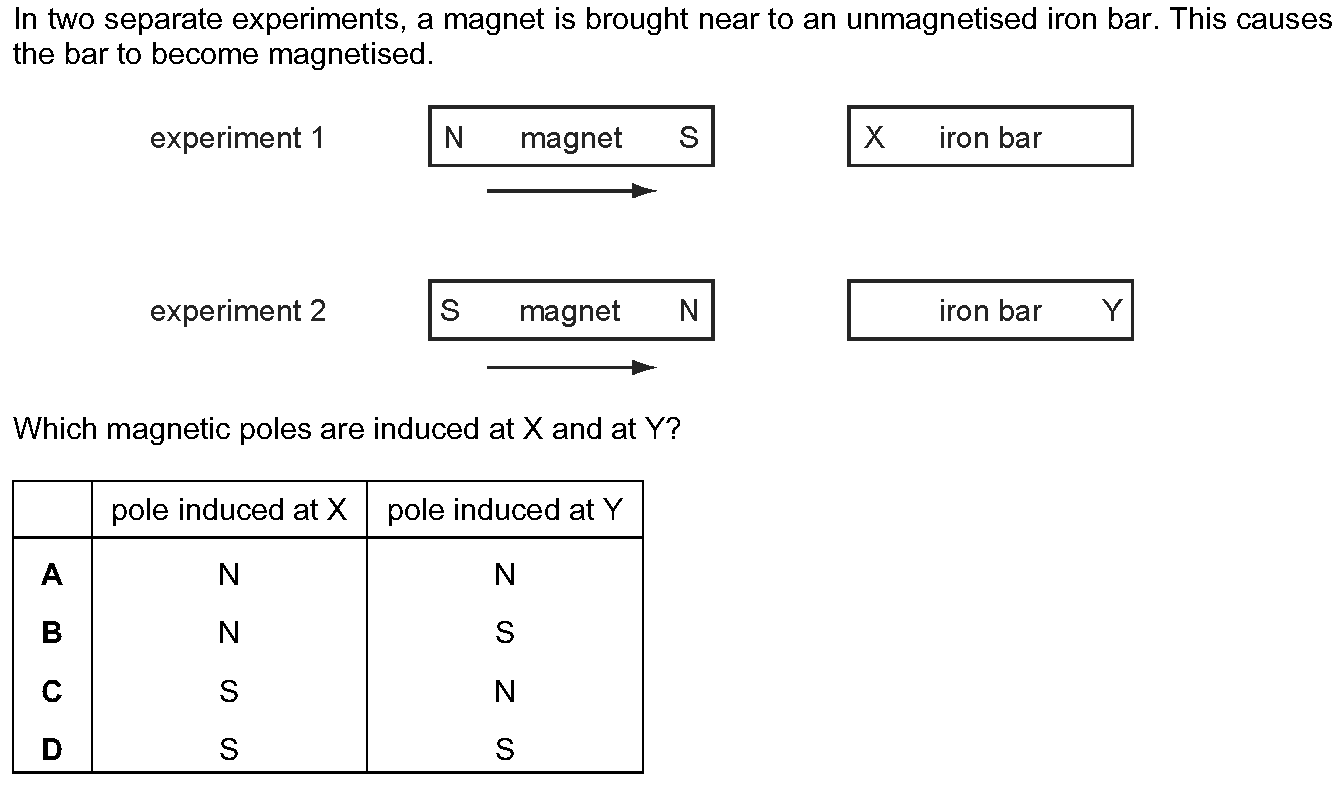 In two separate experiments, a magnet is brought near to an unmagnetised iron bar. This causes
the bar to become magnetised.
experiment 1 N magnet S X iron bar
experiment 2 S magnet N iron bar Y
Which magnetic poles are induced at X and at Y?
pole induced at X pole induced at Y
A N N
B N S
C S N
D S S